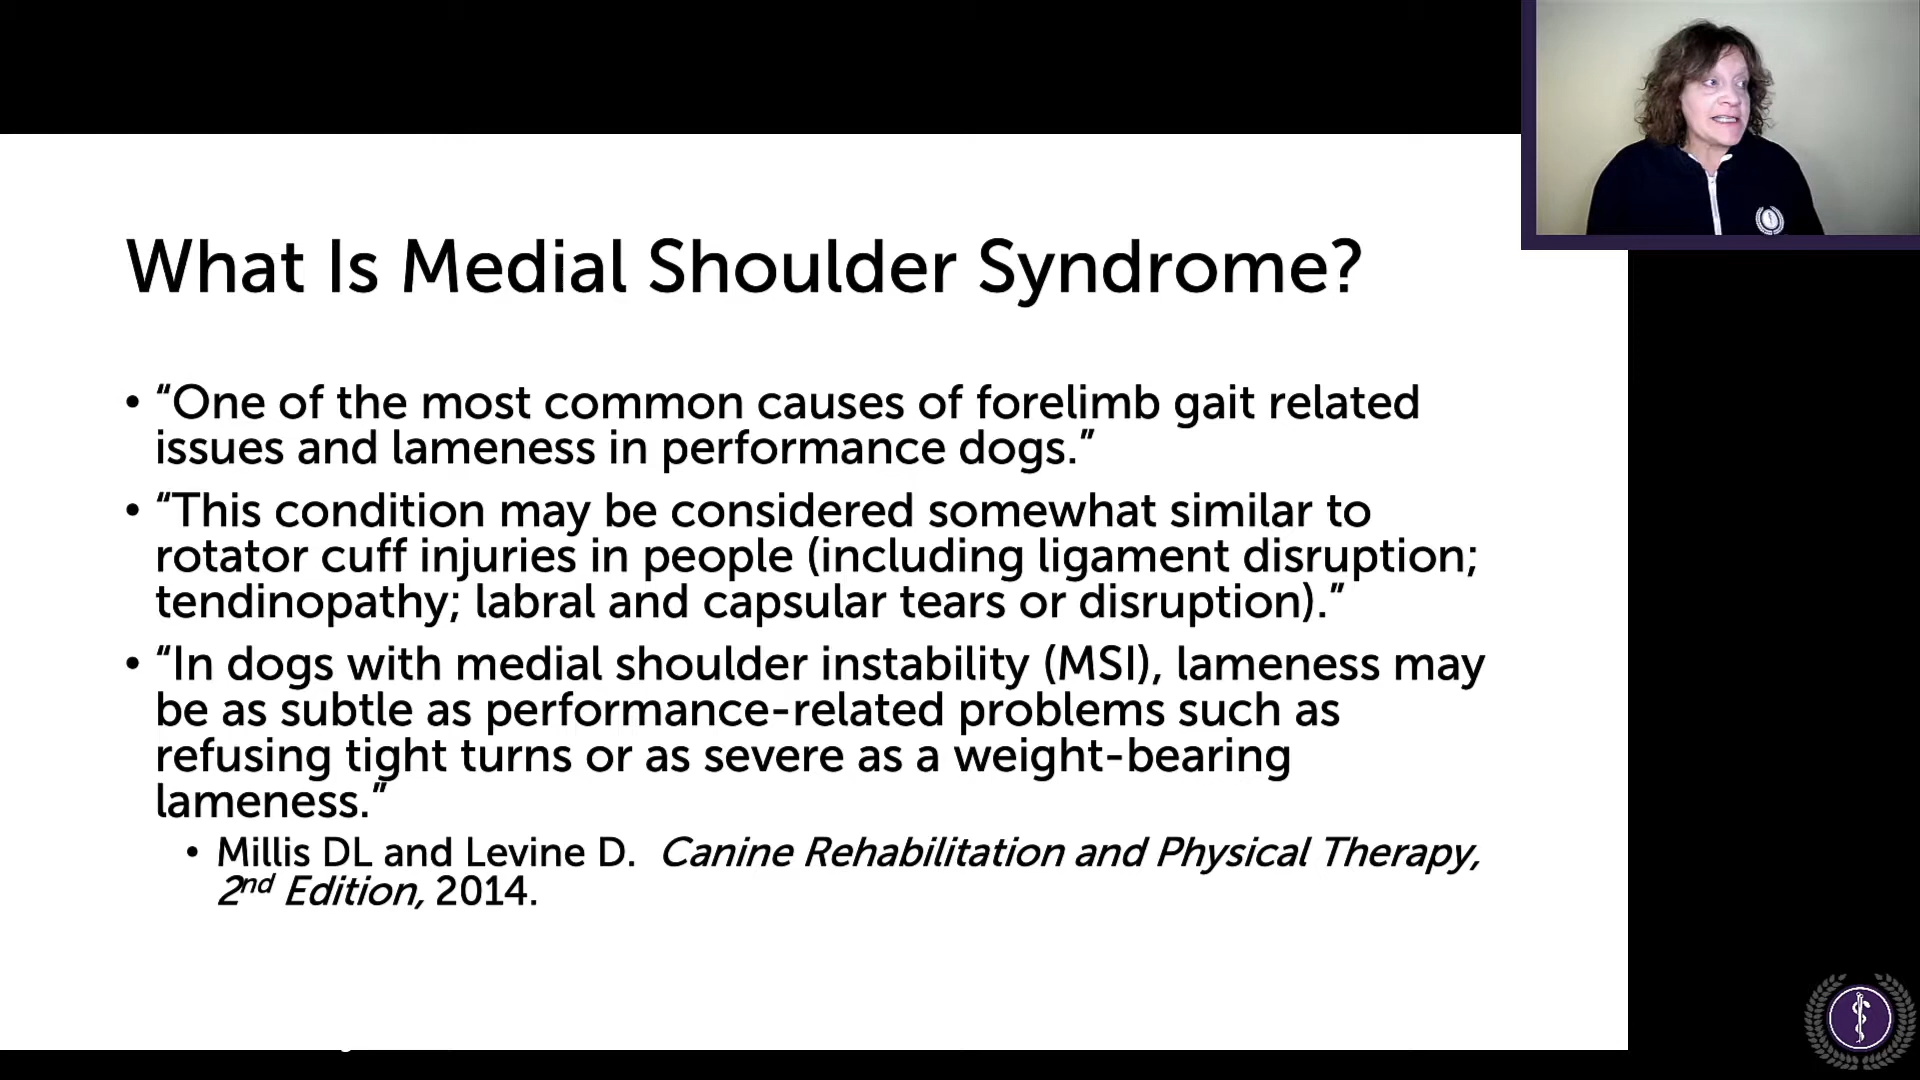 What Is Medial Shoulder Syndrome?
• “One of the most common causes of forelimb gait related
issues and lameness in performance dogs.”
• “This condition may be considered somewhat similar to
rotator cuff injuries in people (including ligament disruption;
tendinopathy; labral and capsular tears or disruption).”
• “In dogs with medial shoulder instability (MSI), lameness may
be as subtle as performance-related problems such as
refusing tight turns or as severe as a weight-bearing
lameness.”
• Millis DL and Levine D. Canine Rehabilitation and Physical Therapy,
2nd Edition, 2014.